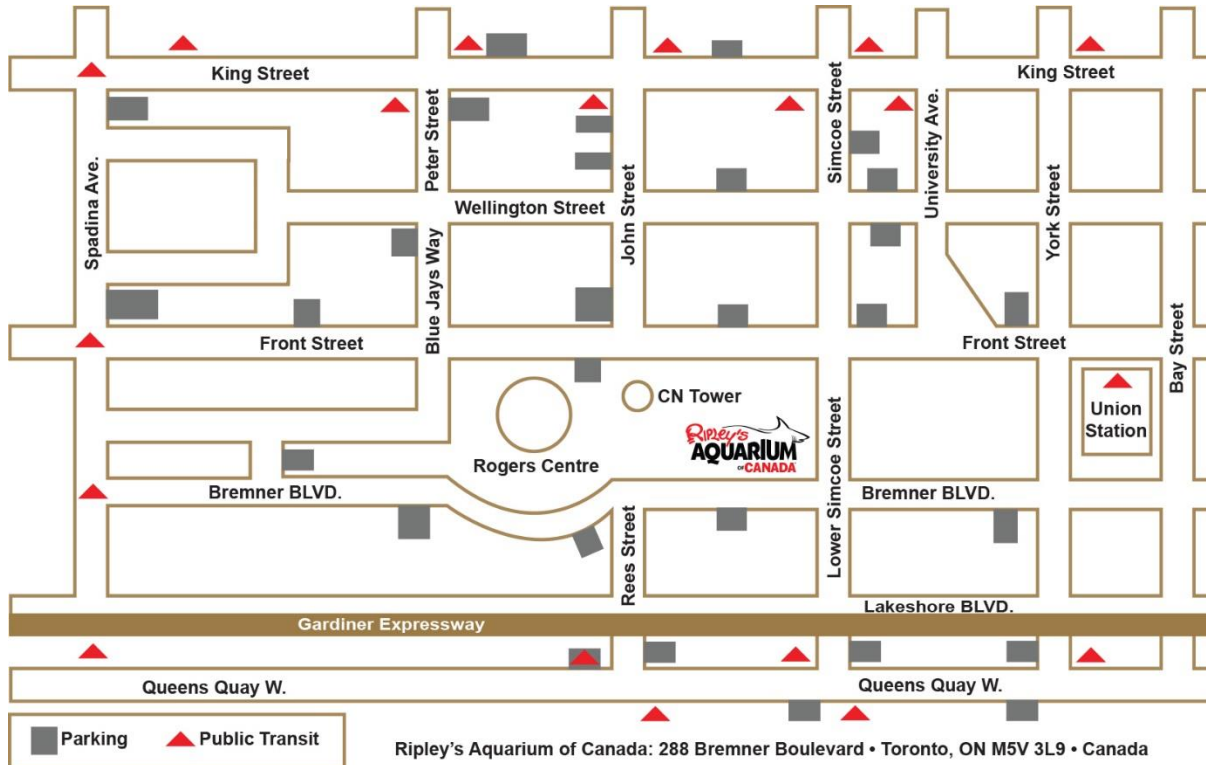 King Street
King Street
Spadina Ave.
Peter Street
Wellington Street
John Street
Simcoe Street
University Ave.
York Street
Bay Street
Blue Jays Way
Front Street
Front Street
CN Tower
Rogers Centre
Ripley's
AQUARIUM
OF CANADA
Union
Station
Lower Simcoe Street
Bremner BLVD.
Bremner BLVD.
Rees Street
Lakeshore BLVD.
Gardiner Expressway
Queens Quay W.
Queens Quay W.
Parking
Public Transit
Ripley's Aquarium of Canada: 288 Bremner Boulevard • Toronto, ON M5V 3L9 • Canada